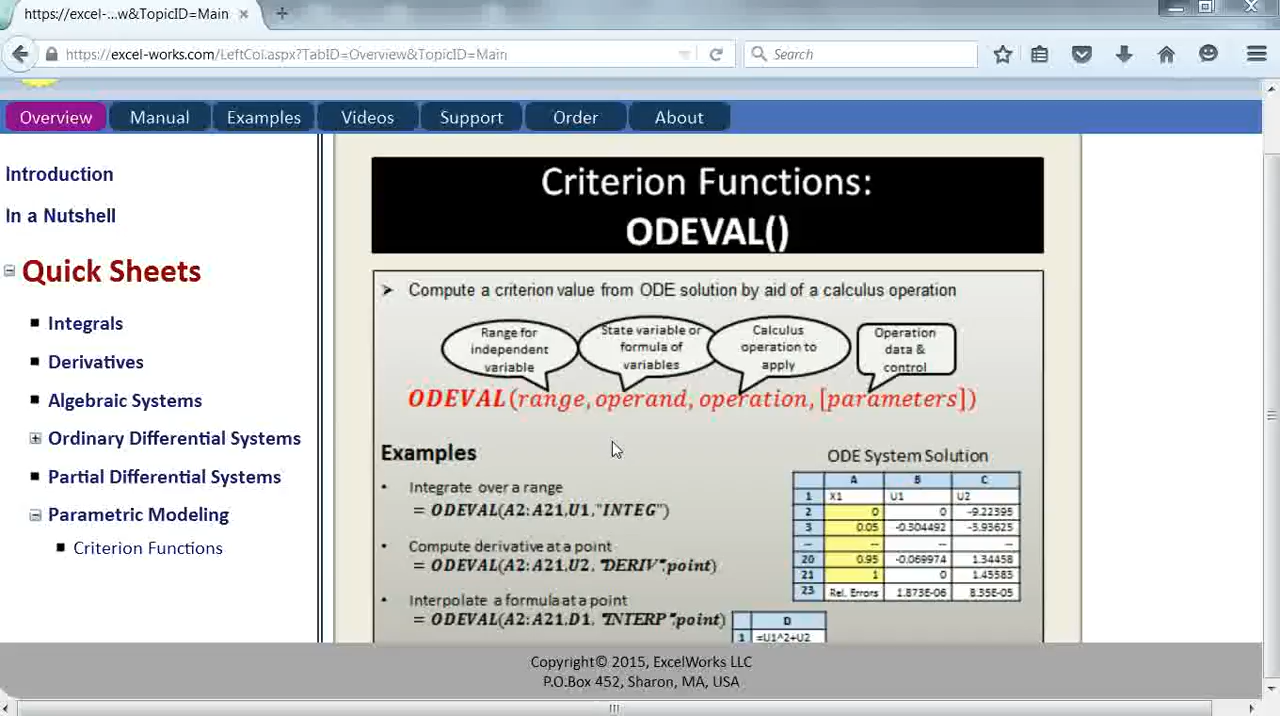 https://excel-...w&TopicID=Main
https://excel-works.com/LeftCol.aspx?TabID=Overview&TopicID=Main
Search
Overview
Manual
Examples
Videos
Support
Order
About
Introduction
In a Nutshell
Quick Sheets
Integrals
Derivatives
Algebraic Systems
Ordinary Differential Systems
Partial Differential Systems
Parametric Modeling
Criterion Functions
Criterion Functions:
ODEVAL()
Compute a criterion value from ODE solution by aid of a calculus operation
Range for
independent
variable
State variable or
formula of
variables
Calculus
operation to
apply
Operation
data &
control
ODEVAL(range, operand, operation, [parameters])
Examples
Integrate over a range
= ODEVAL(A2:A21,U1,"INTEG")
Compute derivative at a point
= ODEVAL(A2:A21,U2, "DERIV",point)
Interpolate a formula at a point
= ODEVAL(A2:A21,D1, "INTERP",point)
D
1 =U1^2+U2
ODE System Solution
A B C
1 X1 U1 U2
2 0 0 -9.22395
3 0.05 -0.304492 -3.93625
-- -- -- --
20 0.95 -0.069974 1.34458
21 1 0 1.45583
23 Rel. Errors 1.873E-06 8.35E-05
Copyright© 2015, ExcelWorks LLC
P.O.Box 452, Sharon, MA, USA